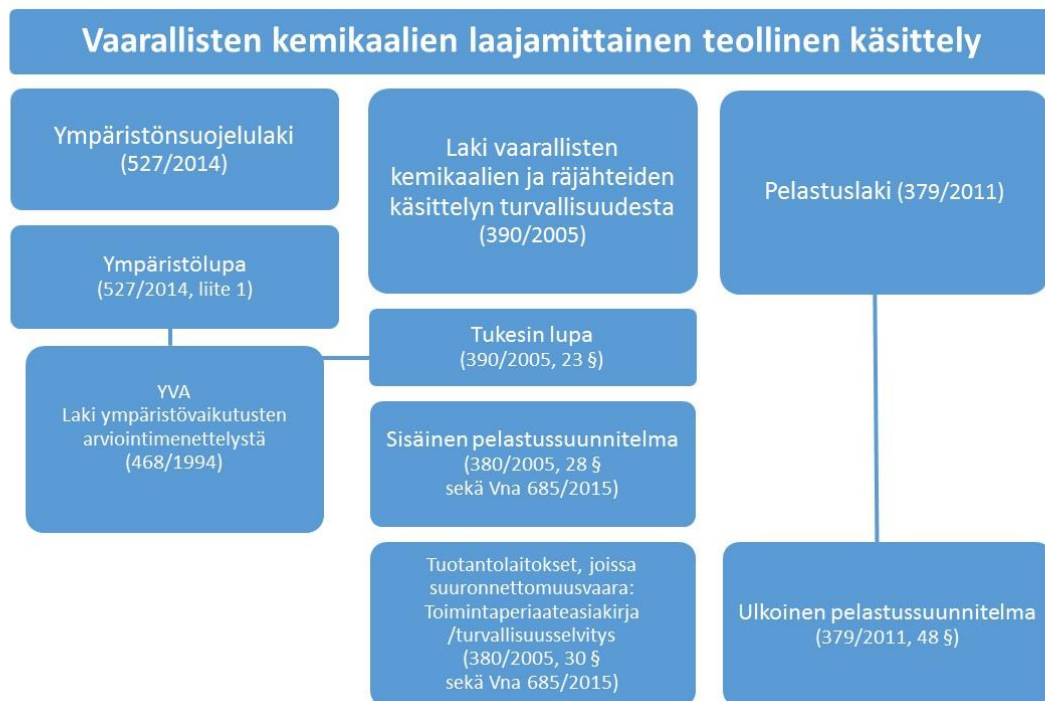 Vaarallisten kemikaalien laajamittainen teollinen käsittely
Ympäristönsuojelulaki
(527/2014)
Ympäristölupa
(527/2014, liite 1)
YVA
Laki ympäristövaikutusten
arviointimenettelystä
(468/1994)
Laki vaarallisten
kemikaalien ja räjähteiden
käsittelyn turvallisuudesta
(390/2005)
Tukesin lupa
(390/2005, 23 §)
Sisäinen pelastussuunnitelma
(380/2005, 28 §
sekä Vna 685/2015)
Tuotantolaitokset, joissa
suuronnettomuusvaara:
Toimintaperiaateasiakirja
/turvallisuusselvitys
(380/2005, 30 §
sekä Vna 685/2015)
Pelastuslaki (379/2011)
Ulkoinen pelastussuunnitelma
(379/2011, 48 §)